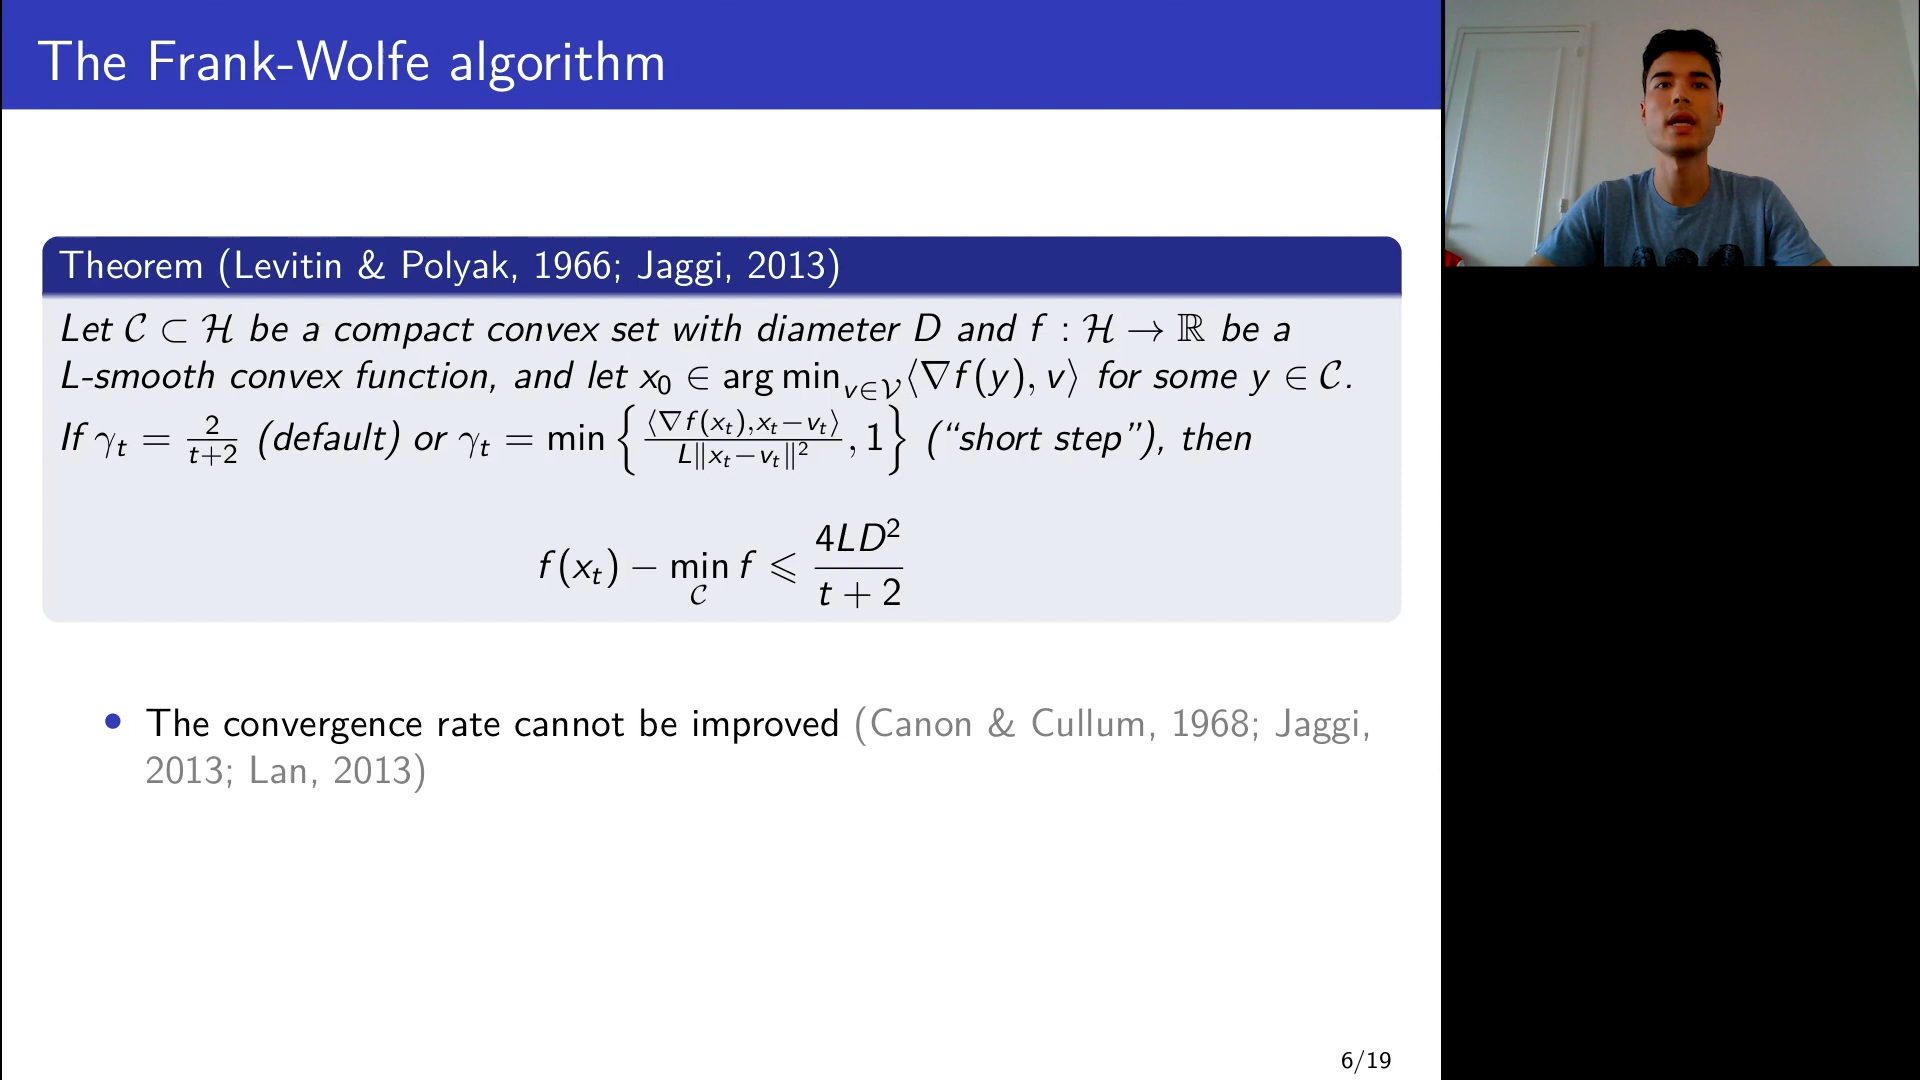 The Frank-Wolfe algorithm
Theorem (Levitin & Polyak, 1966; Jaggi, 2013)
Let 𝒞 ⊂ ℋ be a compact convex set with diameter D and f : ℋ → ℝ be a
L-smooth convex function, and let x₀ ∈ arg min_{v∈𝒱}⟨∇f(y), v⟩ for some y ∈ 𝒞.
If γ_t = 2/(t+2) (default) or γ_t = min { ⟨∇f(x_t),x_t−v_t⟩ / L‖x_t−v_t‖² , 1 } (“short step”), then
f(x_t) − min_𝒞 f ⩽ 4LD² / (t + 2)
• The convergence rate cannot be improved (Canon & Cullum, 1968; Jaggi,
2013; Lan, 2013)
6/19